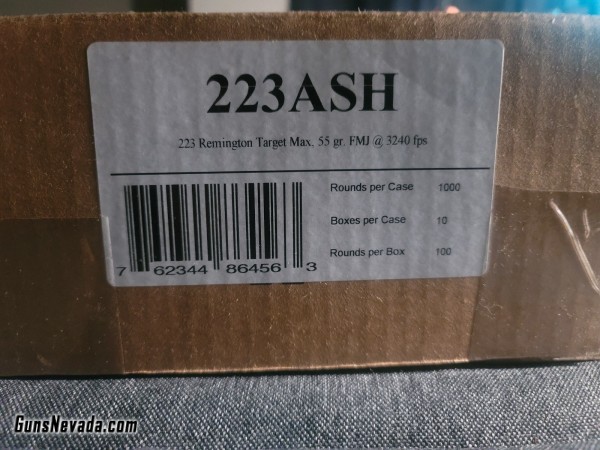 223ASH
223 Remington Target Max. 55 gr. FMJ @ 3240 fps
Rounds per Case 1000
Boxes per Case 10
Rounds per Box 100
7 62344 86456 3
GunsNevada.com